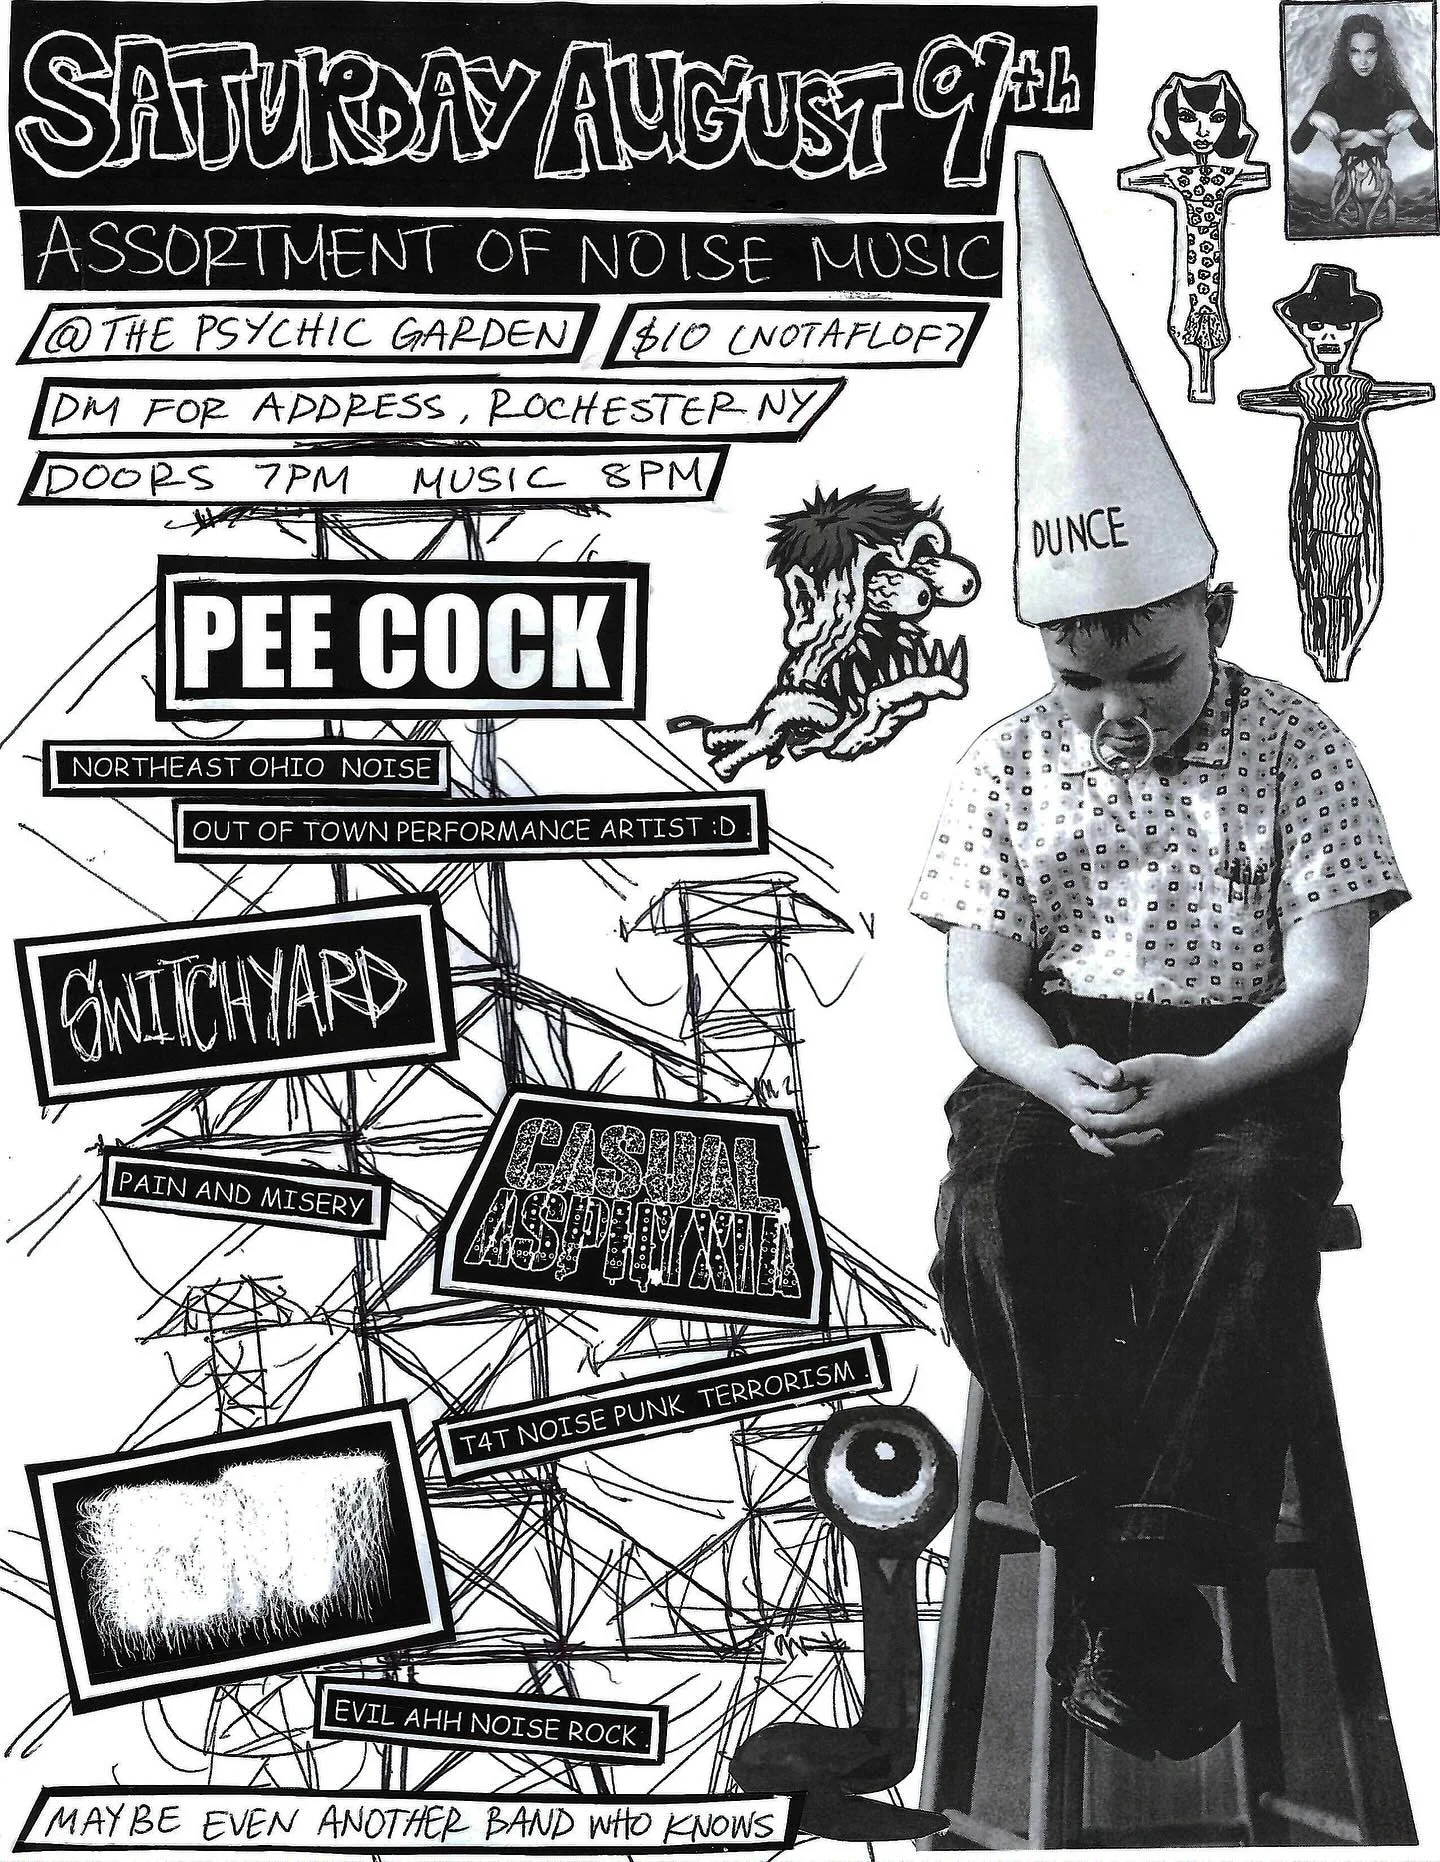 SATURDAY AUGUST 9th
ASSORTMENT OF NOISE MUSIC
@ THE PSYCHIC GARDEN
$10 (NOTAFLOF?)
DM FOR ADDRESS, ROCHESTER NY
DOORS 7PM MUSIC 8PM
DUNCE
PEE COCK
NORTHEAST OHIO NOISE
OUT OF TOWN PERFORMANCE ARTIST :D .
SWITCHYARD
PAIN AND MISERY
CASUAL
ASPHYXIA
T4T NOISE PUNK TERRORISM .
EVIL AHH NOISE ROCK .
MAYBE EVEN ANOTHER BAND WHO KNOWS